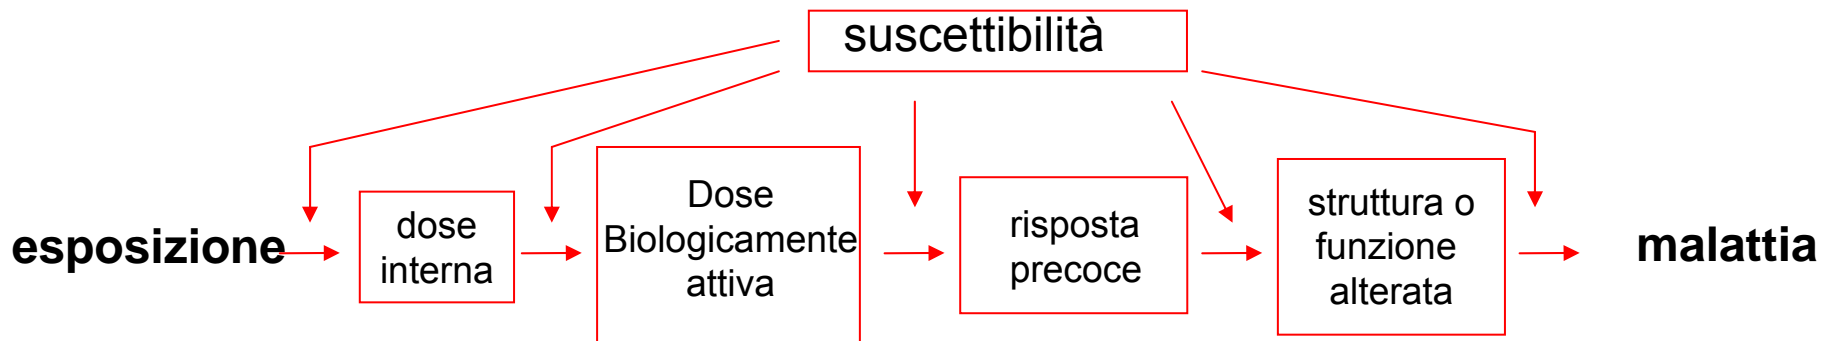 suscettibilità
esposizione
dose
interna
Dose
Biologicamente
attiva
risposta
precoce
struttura o
funzione
alterata
malattia